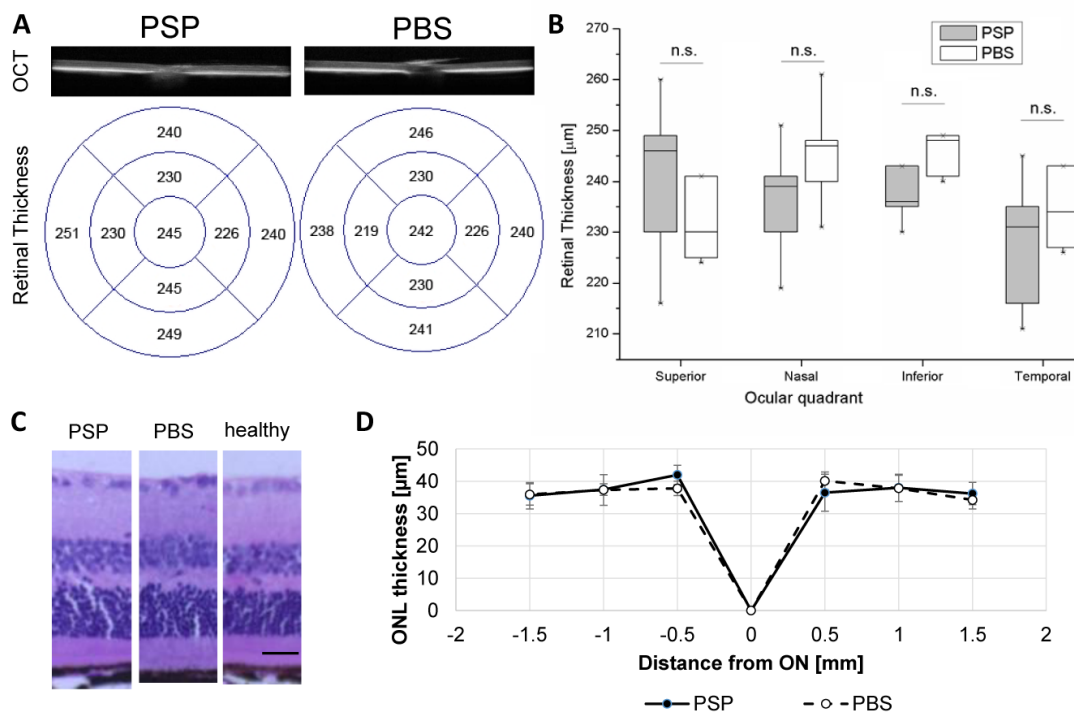 A
PSP
PBS
OCT
Retinal Thickness
240
230
251
230
245
226
240
245
249
246
230
238
219
242
226
240
230
241
B
PSP
PBS
n.s.
n.s.
n.s.
n.s.
270
260
250
240
230
220
210
Retinal Thickness [µm]
Superior
Nasal
Inferior
Temporal
Ocular quadrant
C
PSP
PBS
healthy
D
50
40
30
20
10
0
ONL thickness [µm]
-2
-1.5
-1
-0.5
0
0.5
1
1.5
2
Distance from ON [mm]
PSP
PBS